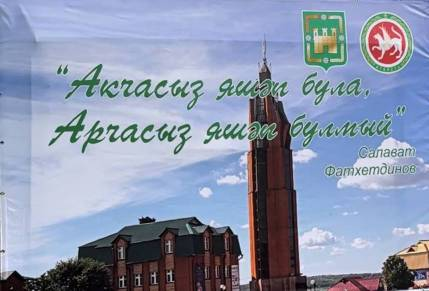 "Акчасыз яшәп була,
Арчасыз яшәп булмый"
Салават
Фатхетдинов